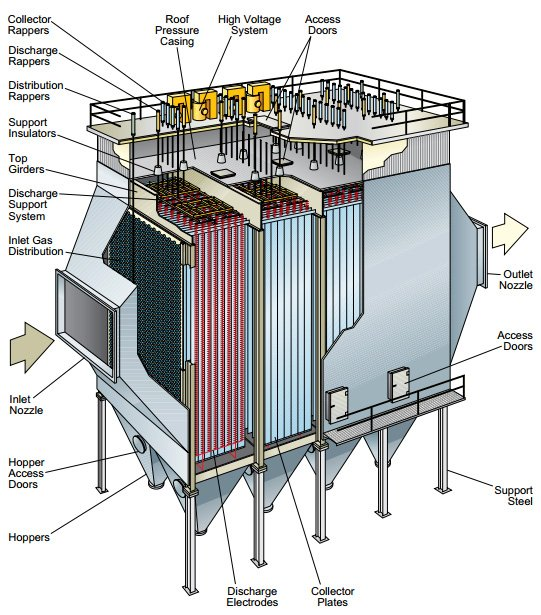 Collector
Rappers
Discharge
Rappers
Distribution
Rappers
Support
Insulators
Top
Girders
Discharge
Support
System
Inlet Gas
Distribution
Inlet
Nozzle
Hopper
Access
Doors
Hoppers
Roof
Pressure
Casing
High Voltage
System
Access
Doors
Outlet
Nozzle
Access
Doors
Support
Steel
Discharge
Electrodes
Collector
Plates